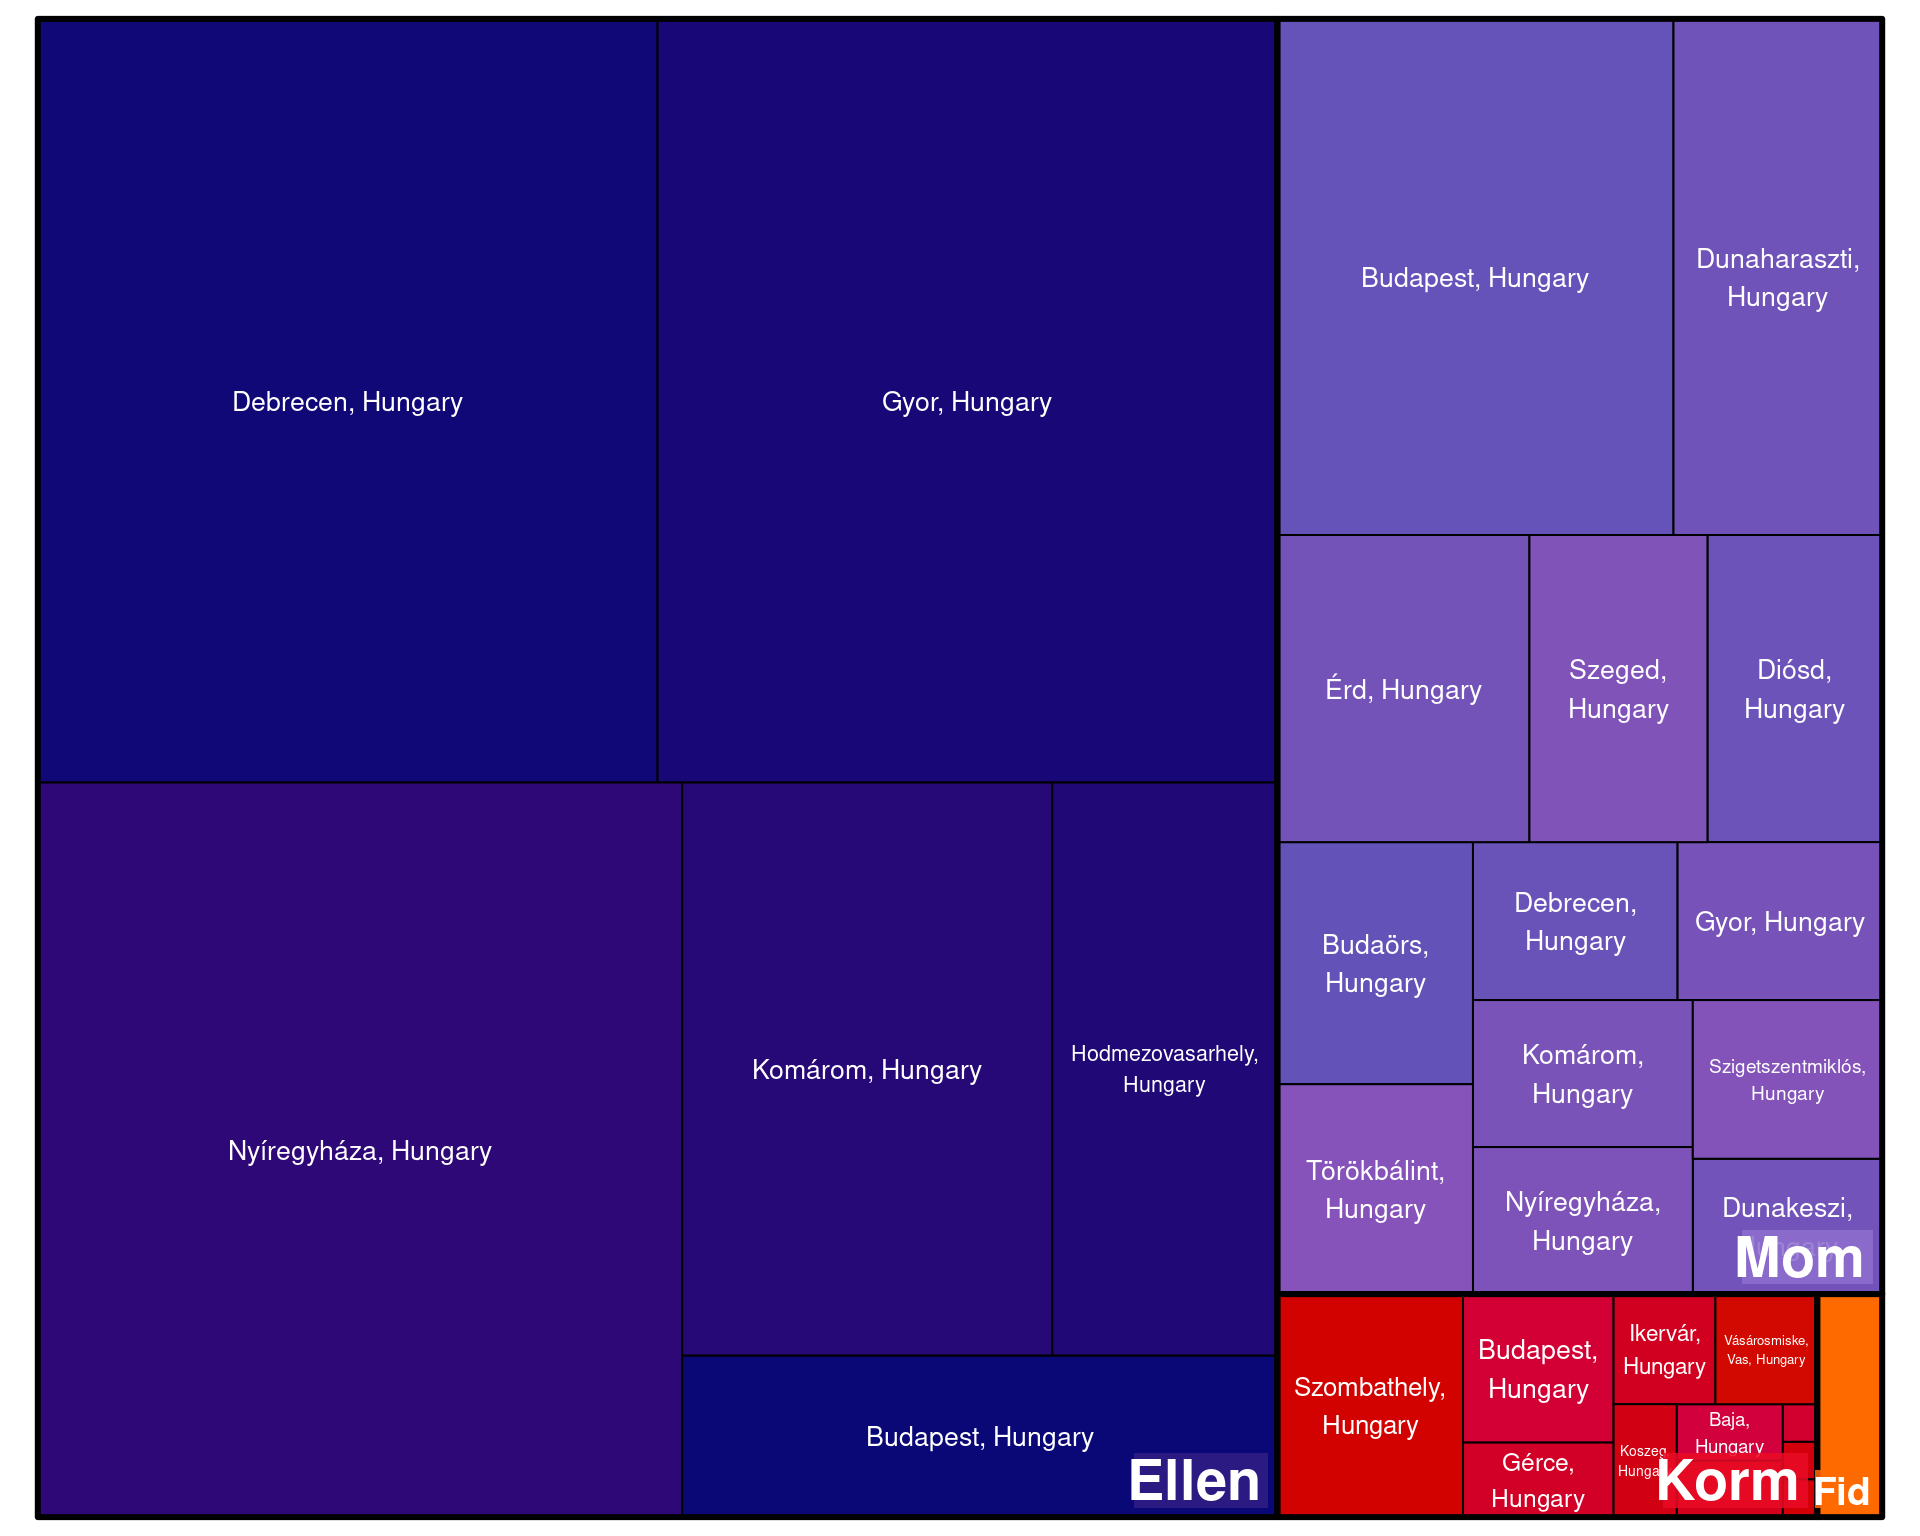 Debrecen, Hungary
Gyor, Hungary
Nyíregyháza, Hungary
Komárom, Hungary
Hodmezovasarhely,
Hungary
Budapest, Hungary
Ellen
Budapest, Hungary
Dunaharaszti,
Hungary
Érd, Hungary
Szeged,
Hungary
Diósd,
Hungary
Budaörs,
Hungary
Debrecen,
Hungary
Gyor, Hungary
Komárom,
Hungary
Szigetszentmiklós,
Hungary
Törökbálint,
Hungary
Nyíregyháza,
Hungary
Dunakeszi,
Mom
Szombathely,
Hungary
Budapest,
Hungary
Ikervár,
Hungary
Vásárosmiske,
Vas, Hungary
Gérce,
Hungary
Koszeg
Baja,
Hungary
Korm
Fid